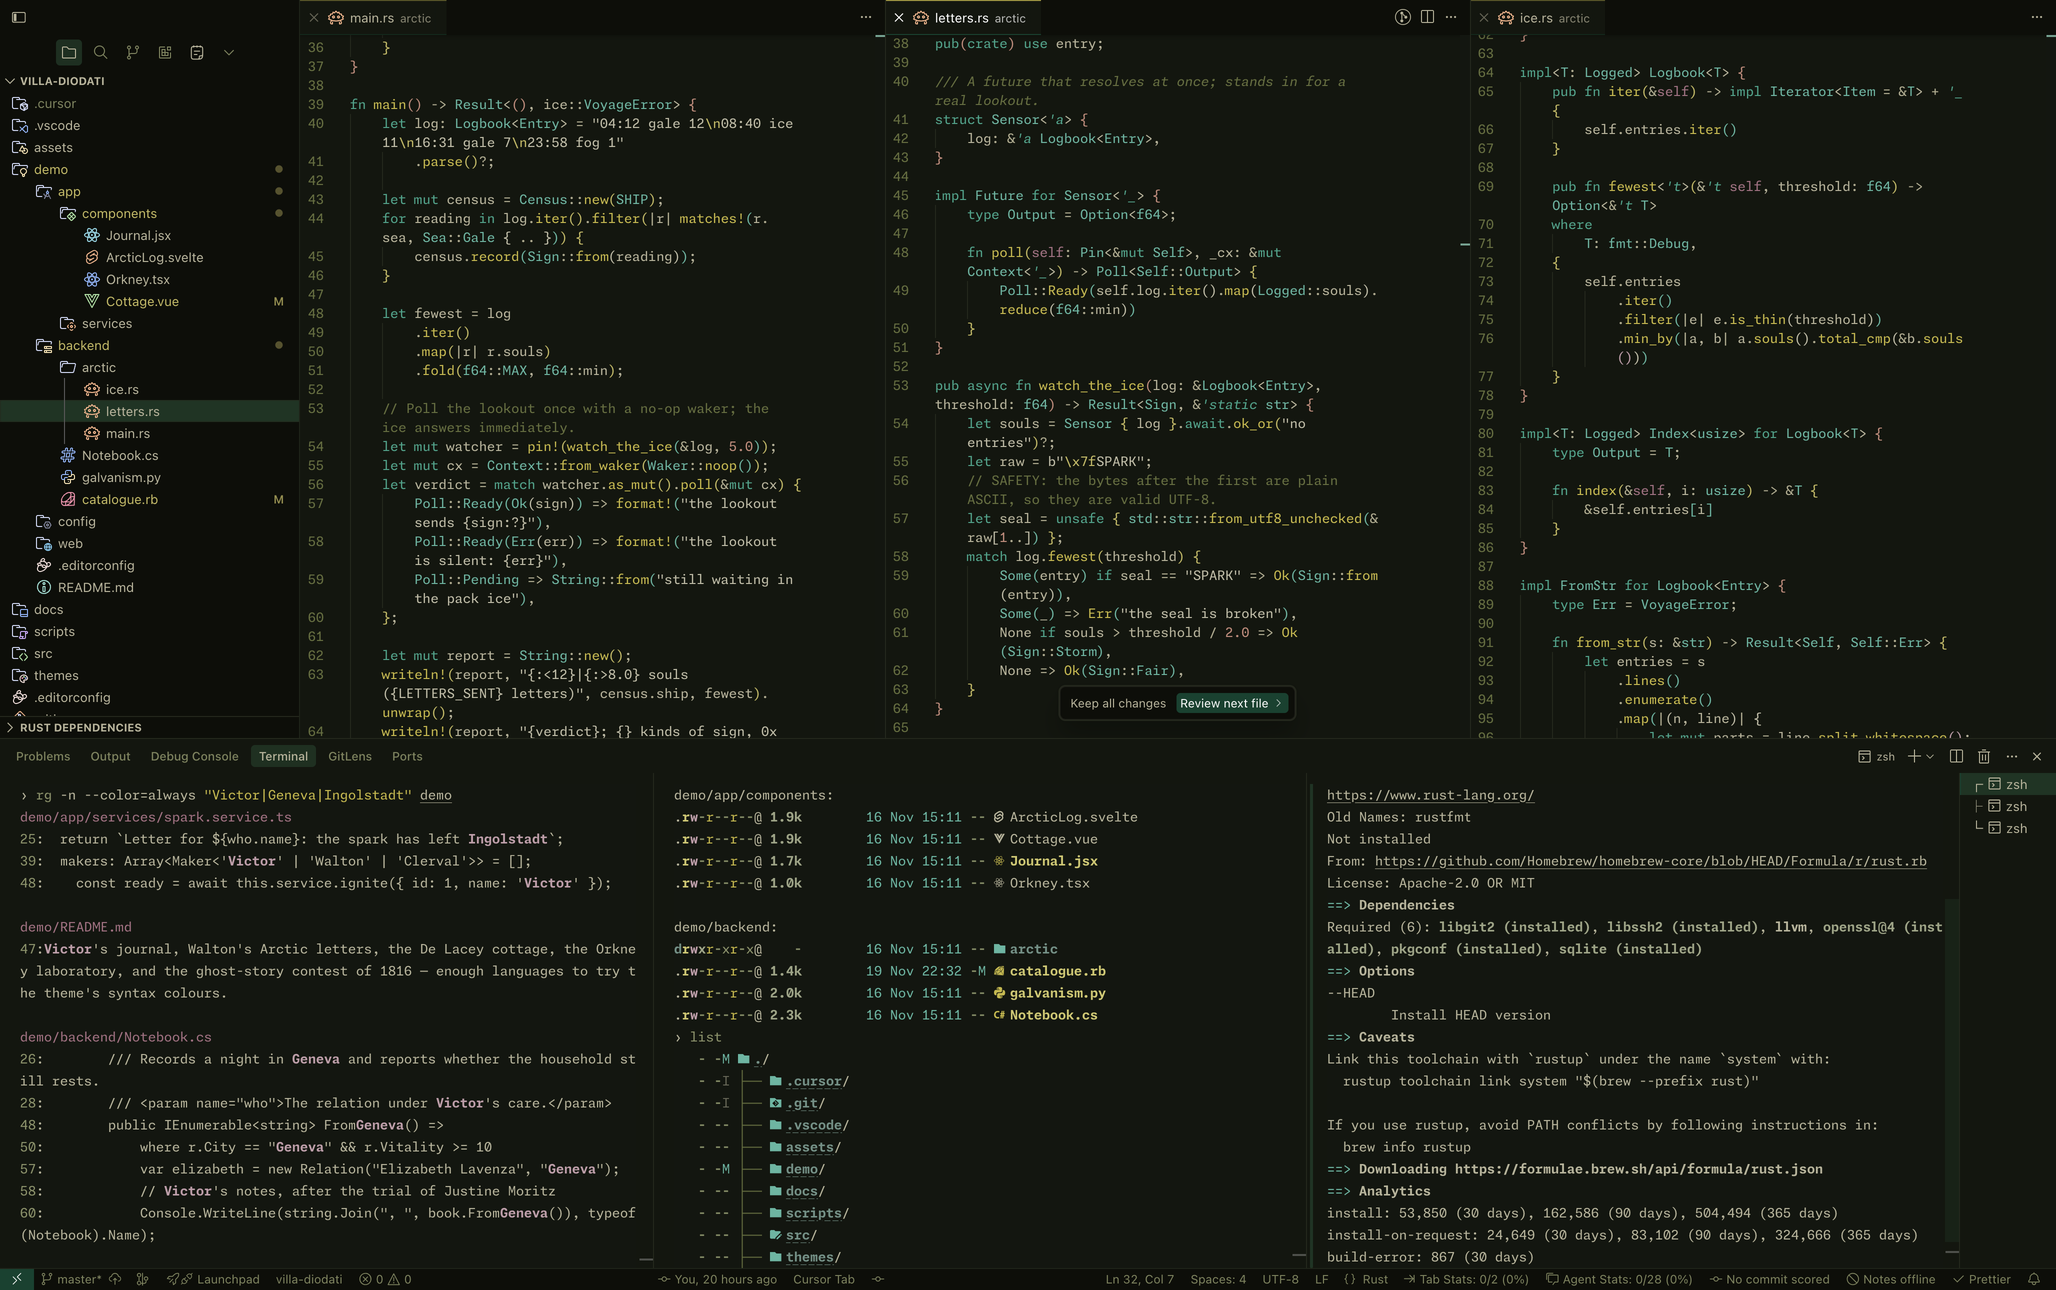 main.rs arctic
letters.rs arctic
ice.rs arctic
VILLA-DIODATI
.cursor
.vscode
assets
demo
app
components
Journal.jsx
ArcticLog.svelte
Orkney.tsx
Cottage.vue M
services
backend
arctic
ice.rs
letters.rs
main.rs
Notebook.cs
galvanism.py
catalogue.rb M
config
web
.editorconfig
README.md
docs
scripts
src
themes
.editorconfig
RUST DEPENDENCIES
36 }
37 }
38
39 fn main() -> Result<(), ice::VoyageError> {
40 let log: Logbook<Entry> = "04:12 gale 12\n08:40 ice
11\n16:31 gale 7\n23:58 fog 1"
41 .parse()?;
42
43 let mut census = Census::new(SHIP);
44 for reading in log.iter().filter(|r| matches!(r.
sea, Sea::Gale { .. })) {
45 census.record(Sign::from(reading));
46 }
47
48 let fewest = log
49 .iter()
50 .map(|r| r.souls)
51 .fold(f64::MAX, f64::min);
52
53 // Poll the lookout once with a no-op waker; the
ice answers immediately.
54 let mut watcher = pin!(watch_the_ice(&log, 5.0));
55 let mut cx = Context::from_waker(Waker::noop());
56 let verdict = match watcher.as_mut().poll(&mut cx) {
57 Poll::Ready(Ok(sign)) => format!("the lookout
sends {sign:?}"),
58 Poll::Ready(Err(err)) => format!("the lookout
is silent: {err}"),
59 Poll::Pending => String::from("still waiting in
the pack ice"),
60 };
61
62 let mut report = String::new();
63 writeln!(report, "{:<12}|{:>8.0} souls
({LETTERS_SENT} letters)", census.ship, fewest).
unwrap();
64 writeln!(report, "{verdict}; {} kinds of sign, 0x
38 pub(crate) use entry;
39
40 /// A future that resolves at once; stands in for a
real lookout.
41 struct Sensor<'a> {
42 log: &'a Logbook<Entry>,
43 }
44
45 impl Future for Sensor<'_> {
46 type Output = Option<f64>;
47
48 fn poll(self: Pin<&mut Self>, _cx: &mut
Context<'_>) -> Poll<Self::Output> {
49 Poll::Ready(self.log.iter().map(Logged::souls).
reduce(f64::min))
50 }
51 }
52
53 pub async fn watch_the_ice(log: &Logbook<Entry>,
threshold: f64) -> Result<Sign, &'static str> {
54 let souls = Sensor { log }.await.ok_or("no
entries")?;
55 let raw = b"\x7fSPARK";
56 // SAFETY: the bytes after the first are plain
ASCII, so they are valid UTF-8.
57 let seal = unsafe { std::str::from_utf8_unchecked(&
raw[1..]) };
58 match log.fewest(threshold) {
59 Some(entry) if seal == "SPARK" => Ok(Sign::from
(entry)),
60 Some(_) => Err("the seal is broken"),
61 None if souls > threshold / 2.0 => Ok
(Sign::Storm),
62 None => Ok(Sign::Fair),
63 }
64 }
65
Keep all changes Review next file
62 }
63
64 impl<T: Logged> Logbook<T> {
65 pub fn iter(&self) -> impl Iterator<Item = &T> + '_
{
66 self.entries.iter()
67 }
68
69 pub fn fewest<'t>(&'t self, threshold: f64) ->
Option<&'t T>
70 where
71 T: fmt::Debug,
72 {
73 self.entries
74 .iter()
75 .filter(|e| e.is_thin(threshold))
76 .min_by(|a, b| a.souls().total_cmp(&b.souls
()))
77 }
78 }
79
80 impl<T: Logged> Index<usize> for Logbook<T> {
81 type Output = T;
82
83 fn index(&self, i: usize) -> &T {
84 &self.entries[i]
85 }
86 }
87
88 impl FromStr for Logbook<Entry> {
89 type Err = VoyageError;
90
91 fn from_str(s: &str) -> Result<Self, Self::Err> {
92 let entries = s
93 .lines()
94 .enumerate()
95 .map(|(n, line)| {
96 let mut parts = line.split_whitespace();
Problems Output Debug Console Terminal GitLens Ports
zsh
❯ rg -n --color=always "Victor|Geneva|Ingolstadt" demo
demo/app/services/spark.service.ts
25: return `Letter for ${who.name}: the spark has left Ingolstadt`;
39: makers: Array<Maker<'Victor' | 'Walton' | 'Clerval'>> = [];
48: const ready = await this.service.ignite({ id: 1, name: 'Victor' });
demo/README.md
47:Victor's journal, Walton's Arctic letters, the De Lacey cottage, the Orkne
y laboratory, and the ghost-story contest of 1816 — enough languages to try t
he theme's syntax colours.
demo/backend/Notebook.cs
26: /// Records a night in Geneva and reports whether the household st
ill rests.
28: /// <param name="who">The relation under Victor's care.</param>
48: public IEnumerable<string> FromGeneva() =>
50: where r.City == "Geneva" && r.Vitality >= 10
57: var elizabeth = new Relation("Elizabeth Lavenza", "Geneva");
58: // Victor's notes, after the trial of Justine Moritz
60: Console.WriteLine(string.Join(", ", book.FromGeneva()), typeof
(Notebook).Name);
demo/app/components:
.rw-r--r--@ 1.9k 16 Nov 15:11 -- ArcticLog.svelte
.rw-r--r--@ 1.9k 16 Nov 15:11 -- Cottage.vue
.rw-r--r--@ 1.7k 16 Nov 15:11 -- Journal.jsx
.rw-r--r--@ 1.0k 16 Nov 15:11 -- Orkney.tsx
demo/backend:
drwxr-xr-x@ - 16 Nov 15:11 -- arctic
.rw-r--r--@ 1.4k 19 Nov 22:32 -M catalogue.rb
.rw-r--r--@ 2.0k 16 Nov 15:11 -- galvanism.py
.rw-r--r--@ 2.3k 16 Nov 15:11 -- Notebook.cs
❯ list
- -M ./
- -I .cursor/
- -I .git/
- -- .vscode/
- -- assets/
- -M demo/
- -- docs/
- -- scripts/
- -- src/
- -- themes/
https://www.rust-lang.org/
Old Names: rustfmt
Not installed
From: https://github.com/Homebrew/homebrew-core/blob/HEAD/Formula/r/rust.rb
License: Apache-2.0 OR MIT
==> Dependencies
Required (6): libgit2 (installed), libssh2 (installed), llvm, openssl@4 (inst
alled), pkgconf (installed), sqlite (installed)
==> Options
--HEAD
Install HEAD version
==> Caveats
Link this toolchain with `rustup` under the name `system` with:
rustup toolchain link system "$(brew --prefix rust)"
If you use rustup, avoid PATH conflicts by following instructions in:
brew info rustup
==> Downloading https://formulae.brew.sh/api/formula/rust.json
==> Analytics
install: 53,850 (30 days), 162,586 (90 days), 504,494 (365 days)
install-on-request: 24,649 (30 days), 83,102 (90 days), 324,666 (365 days)
build-error: 867 (30 days)
zsh
zsh
zsh
master* Launchpad villa-diodati 0 0 You, 20 hours ago Cursor Tab Ln 32, Col 7 Spaces: 4 UTF-8 LF {} Rust Tab Stats: 0/2 (0%) Agent Stats: 0/28 (0%) No commit scored Notes offline Prettier